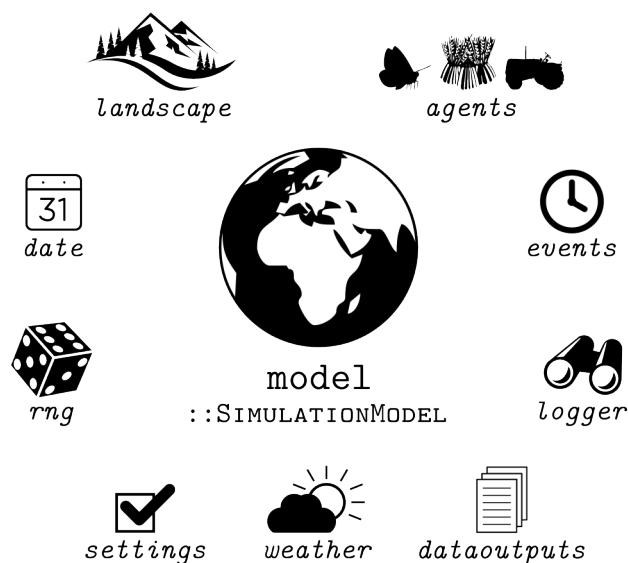 landscape
agents
31
date
events
model
::SimulationModel
rng
logger
settings
weather
dataoutputs